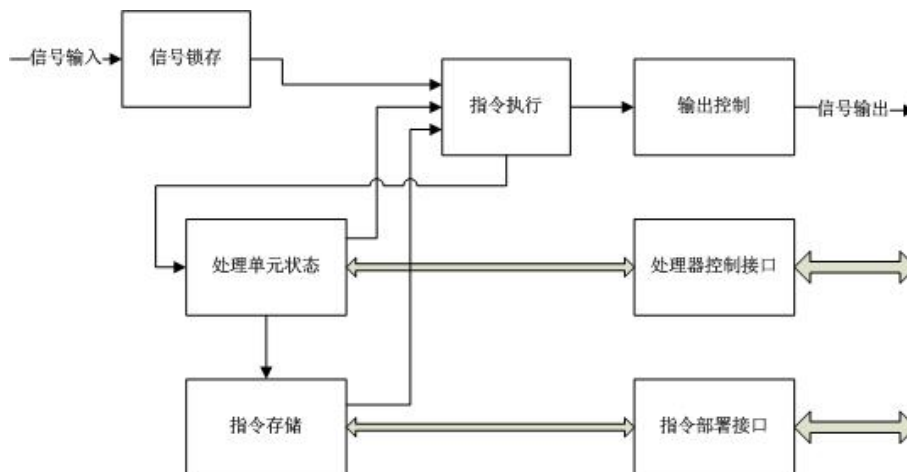 信号输入
信号锁存
指令执行
输出控制
信号输出
处理单元状态
处理器控制接口
指令存储
指令部署接口